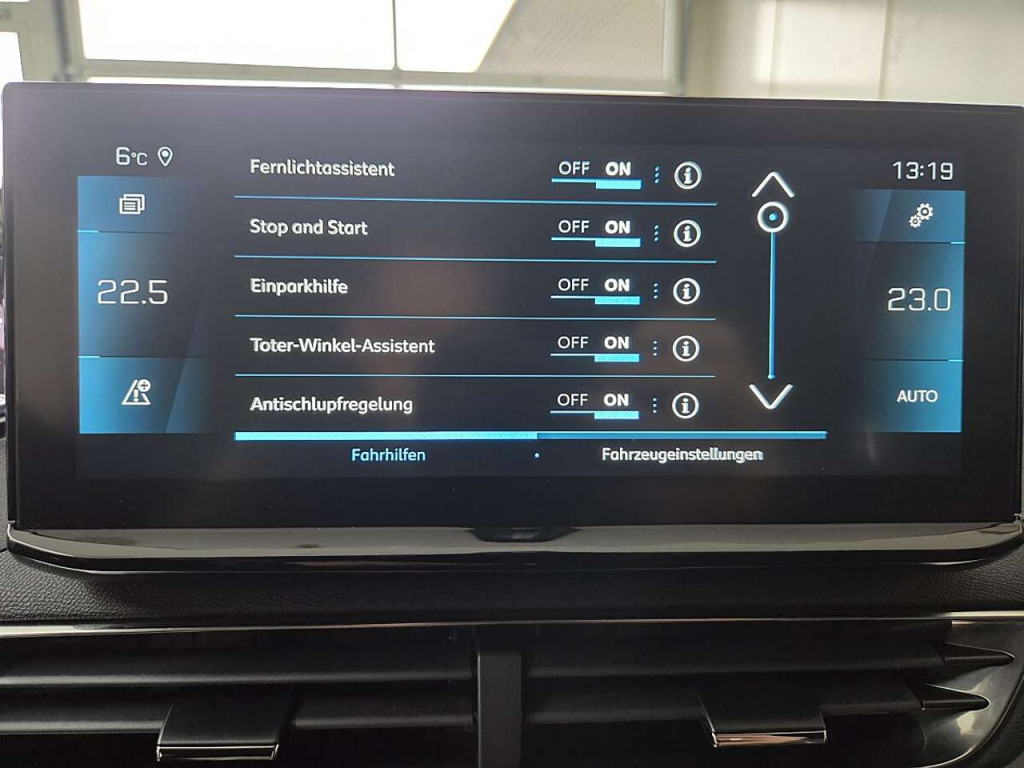 6°C
13:19
Fernlichtassistent OFF ON
Stop and Start OFF ON
22.5
Einparkhilfe OFF ON
23.0
Toter-Winkel-Assistent OFF ON
Antischlupfregelung OFF ON
AUTO
Fahrhilfen
Fahrzeugeinstellungen